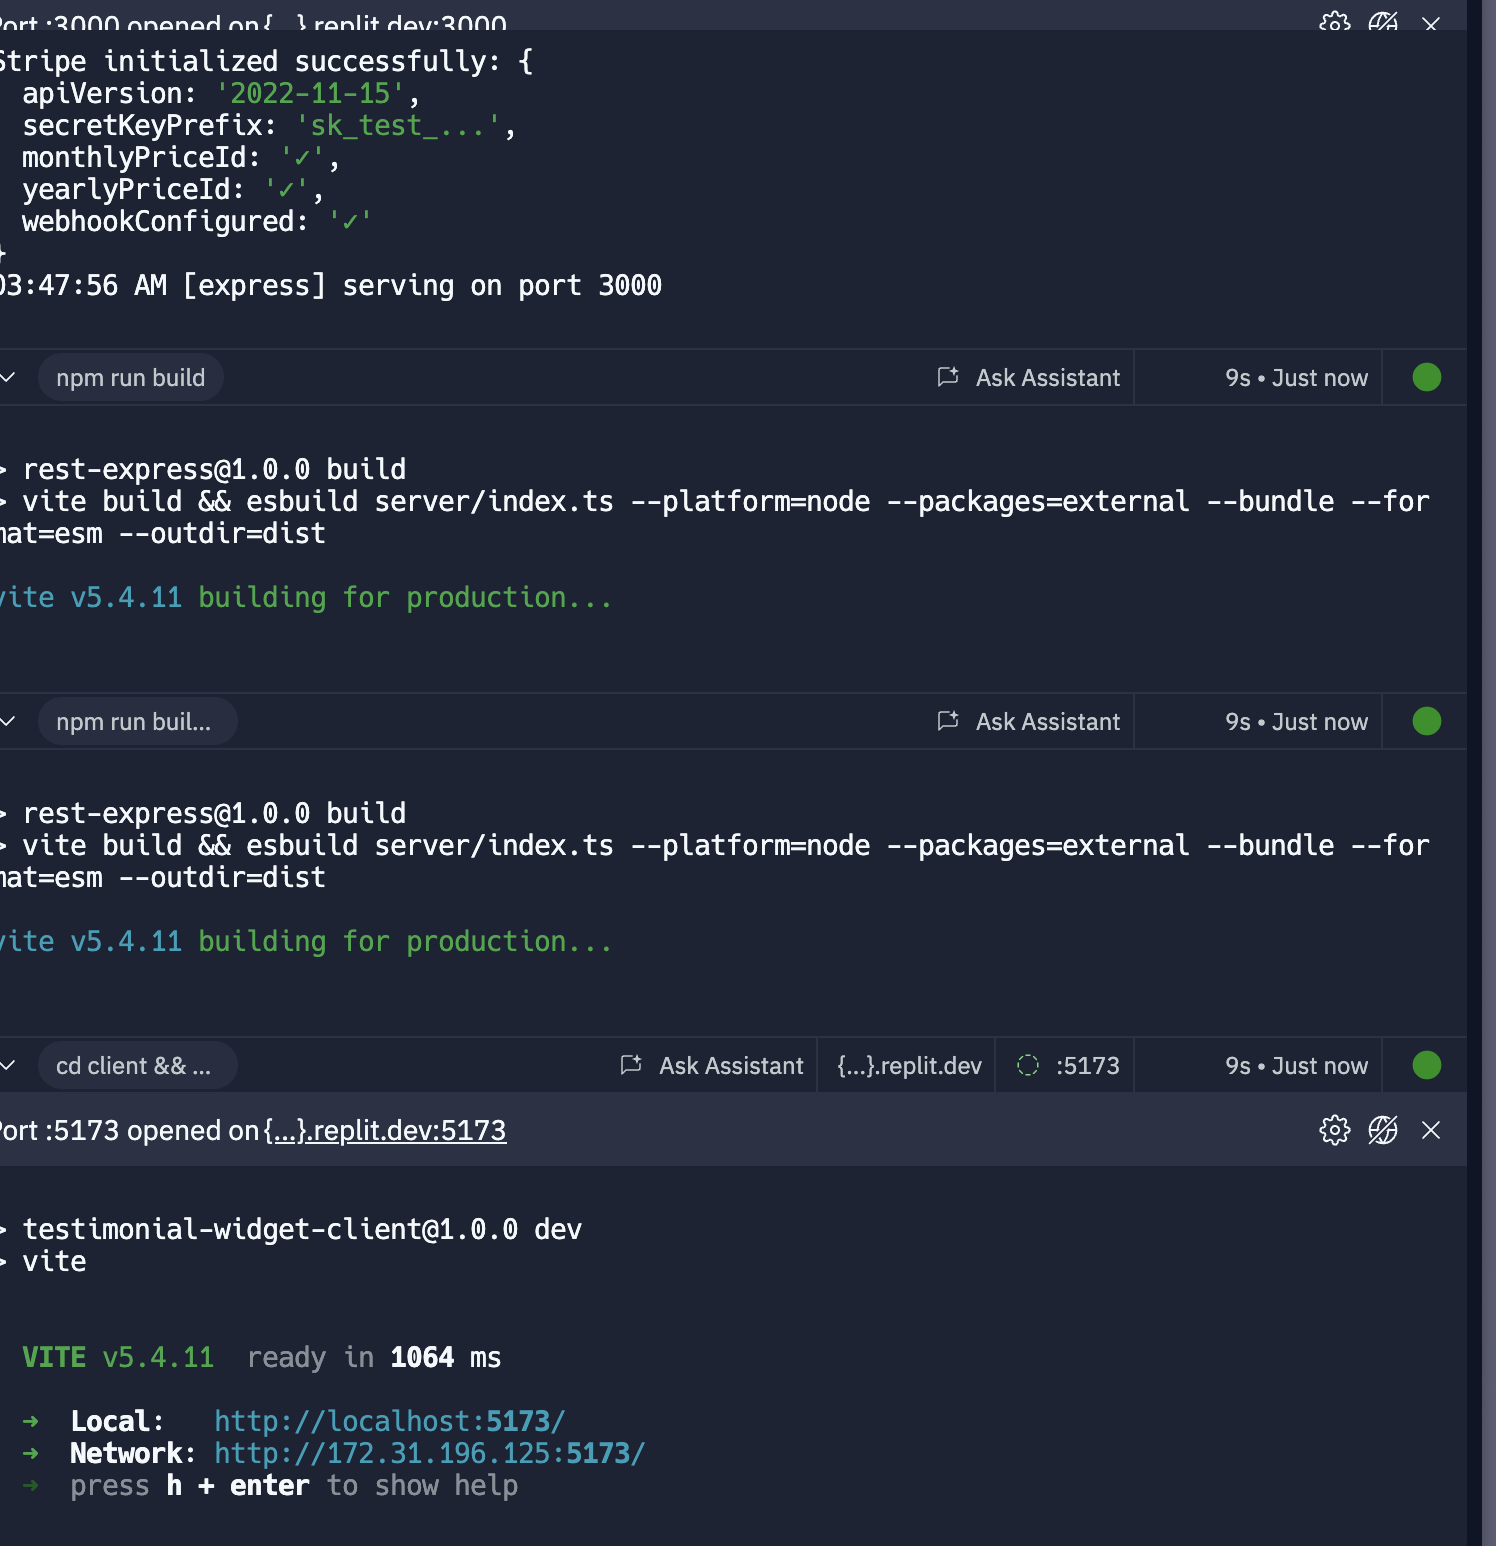 ort :3000 opened on {...}.replit.dev:3000
Stripe initialized successfully: {
apiVersion: '2022-11-15',
secretKeyPrefix: 'sk_test_...',
monthlyPriceId: '✓',
yearlyPriceId: '✓',
webhookConfigured: '✓'
}
03:47:56 AM [express] serving on port 3000
npm run build Ask Assistant 9s • Just now
> rest-express@1.0.0 build
> vite build && esbuild server/index.ts --platform=node --packages=external --bundle --for
mat=esm --outdir=dist
vite v5.4.11 building for production...
npm run buil... Ask Assistant 9s • Just now
> rest-express@1.0.0 build
> vite build && esbuild server/index.ts --platform=node --packages=external --bundle --for
mat=esm --outdir=dist
vite v5.4.11 building for production...
cd client && ... Ask Assistant {...}.replit.dev :5173 9s • Just now
Port :5173 opened on {...}.replit.dev:5173
> testimonial-widget-client@1.0.0 dev
> vite
VITE v5.4.11 ready in 1064 ms
➜ Local: http://localhost:5173/
➜ Network: http://172.31.196.125:5173/
➜ press h + enter to show help